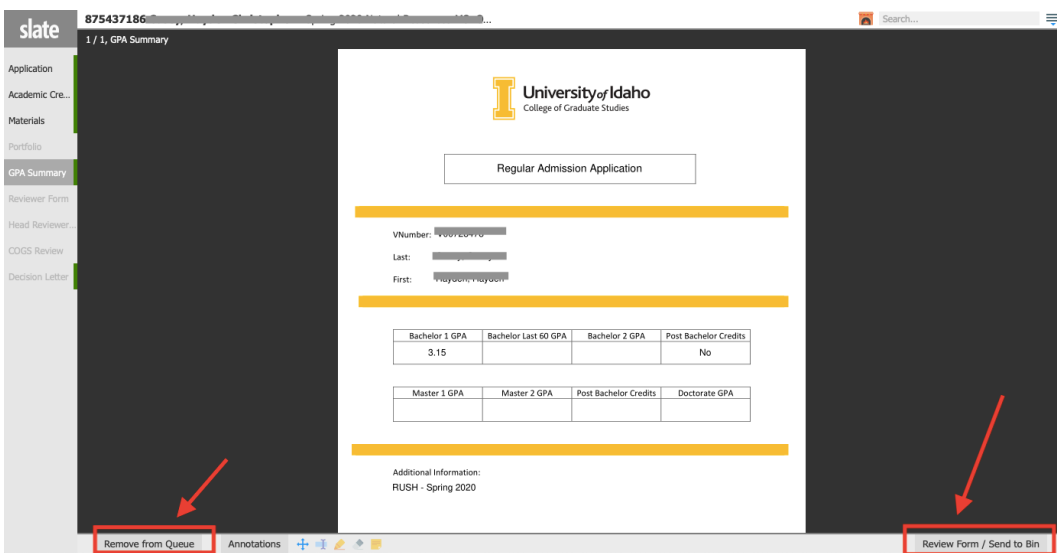 slate
875437186
Search...
1 / 1, GPA Summary
Application
Academic Cre...
Materials
Portfolio
GPA Summary
Reviewer Form
Head Reviewer...
COGS Review
Decision Letter
University of Idaho
College of Graduate Studies
Regular Admission Application
VNumber:
Last:
First:
Bachelor 1 GPA Bachelor Last 60 GPA Bachelor 2 GPA Post Bachelor Credits
3.15 No
Master 1 GPA Master 2 GPA Post Bachelor Credits Doctorate GPA
Additional Information:
RUSH - Spring 2020
Remove from Queue Annotations Review Form / Send to Bin